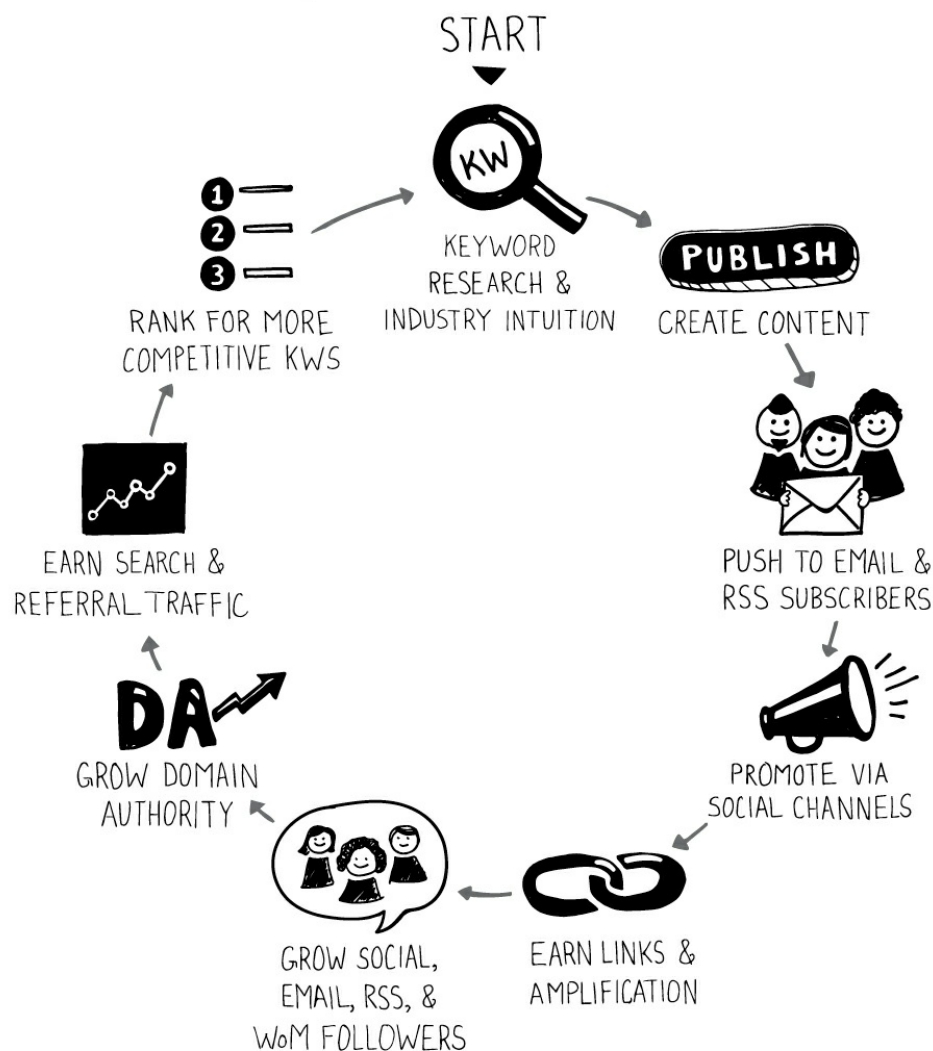 START
KW
KEYWORD
RESEARCH &
INDUSTRY INTUITION
PUBLISH
CREATE CONTENT
PUSH TO EMAIL &
RSS SUBSCRIBERS
PROMOTE VIA
SOCIAL CHANNELS
EARN LINKS &
AMPLIFICATION
GROW SOCIAL,
EMAIL, RSS, &
WoM FOLLOWERS
DA
GROW DOMAIN
AUTHORITY
EARN SEARCH &
REFERRAL TRAFFIC
1
2
3
RANK FOR MORE
COMPETITIVE KWS